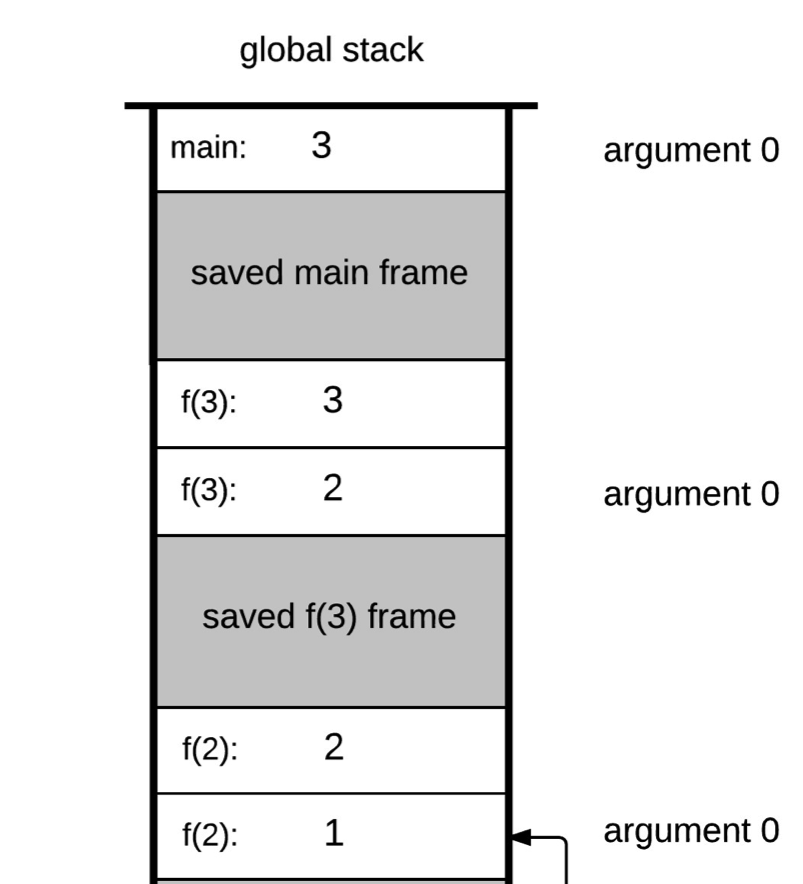 global stack
main: 3 argument 0
saved main frame
f(3): 3
f(3): 2 argument 0
saved f(3) frame
f(2): 2
f(2): 1 argument 0